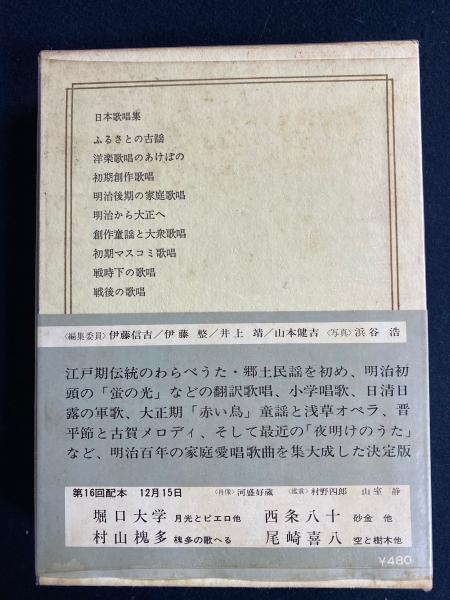 日本歌唱集
ふるさとの古謡
洋楽歌唱のあけぼの
初期創作歌唱
明治後期の家庭歌唱
明治から大正へ
創作童謡と大衆歌唱
初期マスコミ歌唱
戦時下の歌唱
戦後の歌唱
〈編集委員〉伊藤信吉／伊藤 整／井上 靖／山本健吉 〈写真〉浜谷 浩
江戸期伝統のわらべうた・郷土民謡を初め、明治初
頭の「蛍の光」などの翻訳歌唱、小学唱歌、日清日
露の軍歌、大正期「赤い鳥」童謡と浅草オペラ、晋
平節と古賀メロディ、そして最近の「夜明けのうた」
など、明治百年の家庭愛唱歌曲を集大成した決定版
第16回配本 12月15日 〈肖像〉河盛好蔵 〈鑑賞〉村野四郎 山室 静
堀口大学 月光とピエロ他 西条八十 砂金 他
村山槐多 槐多の歌へる 尾崎喜八 空と樹木他
¥480